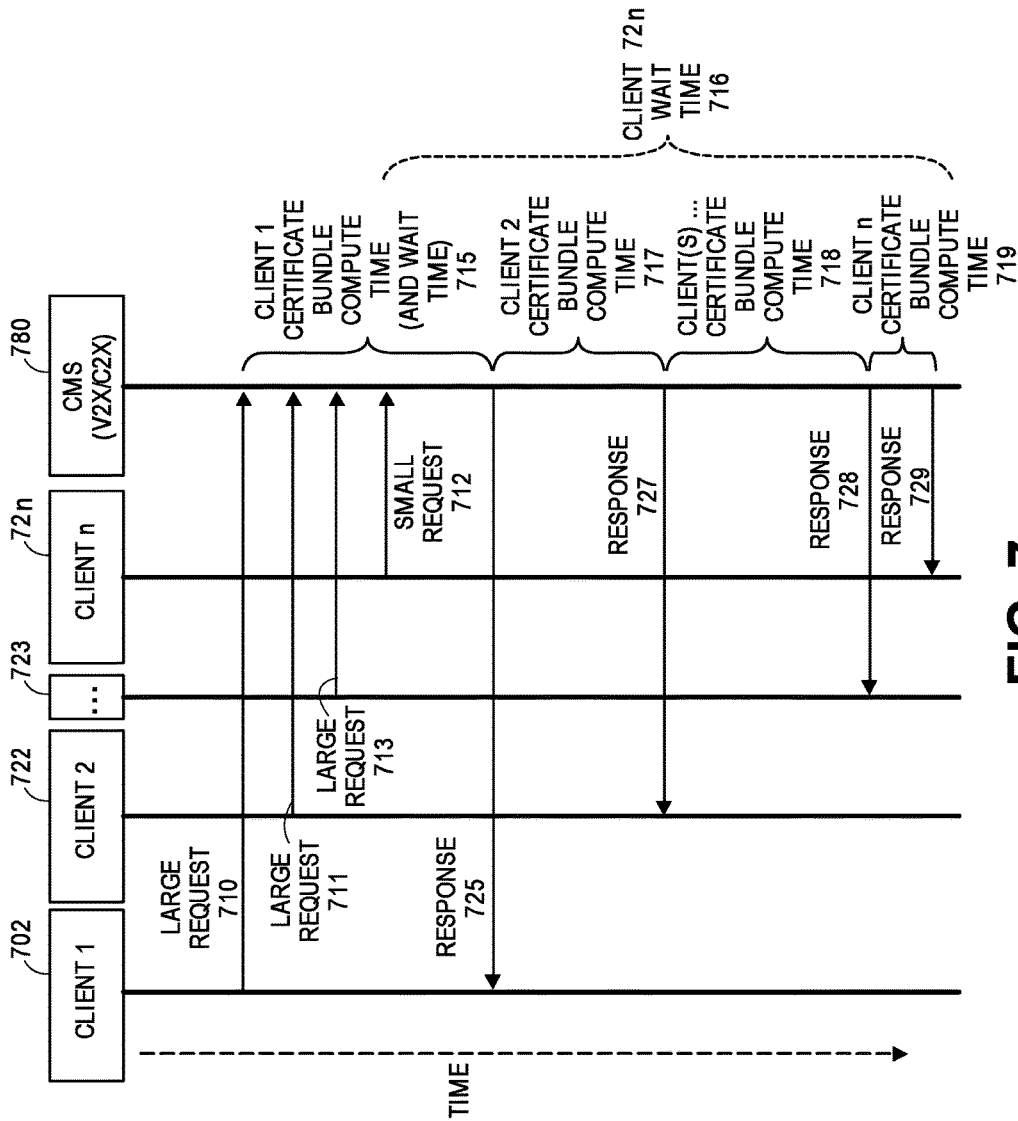 702
CLIENT 1
722
CLIENT 2
723
...
72n
CLIENT n
780
CMS
(V2X/C2X)
TIME
LARGE
REQUEST
710
LARGE
REQUEST
711
LARGE
REQUEST
713
SMALL
REQUEST
712
RESPONSE
725
RESPONSE
727
RESPONSE
728
RESPONSE
729
CLIENT 1
CERTIFICATE
BUNDLE
COMPUTE
TIME
(AND WAIT
TIME)
715
CLIENT 2
CERTIFICATE
BUNDLE
COMPUTE
TIME
717
CLIENT(S) ...
CERTIFICATE
BUNDLE
COMPUTE
TIME
718
CLIENT n
CERTIFICATE
BUNDLE
COMPUTE
TIME
719
CLIENT 72n
WAIT
TIME
716